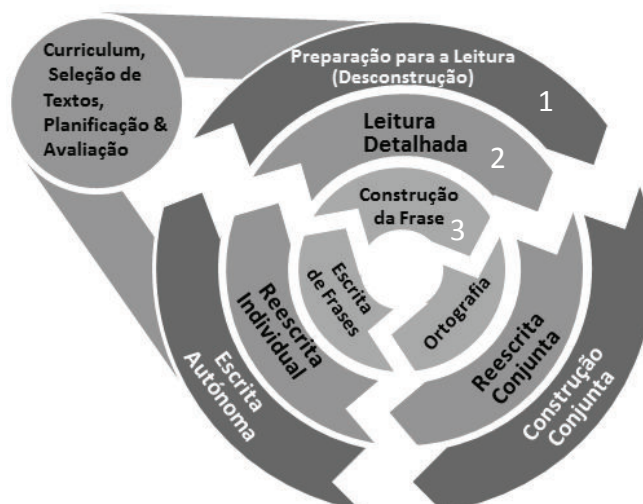 Curriculum,
Seleção de
Textos,
Planificação &
Avaliação
Preparação para a Leitura
(Desconstrução)
1
Leitura
Detalhada
2
Construção
da Frase
3
Ortografia
Escrita
de Frases
Reescrita
Conjunta
Reescrita
Individual
Construção
Conjunta
Escrita
Autónoma